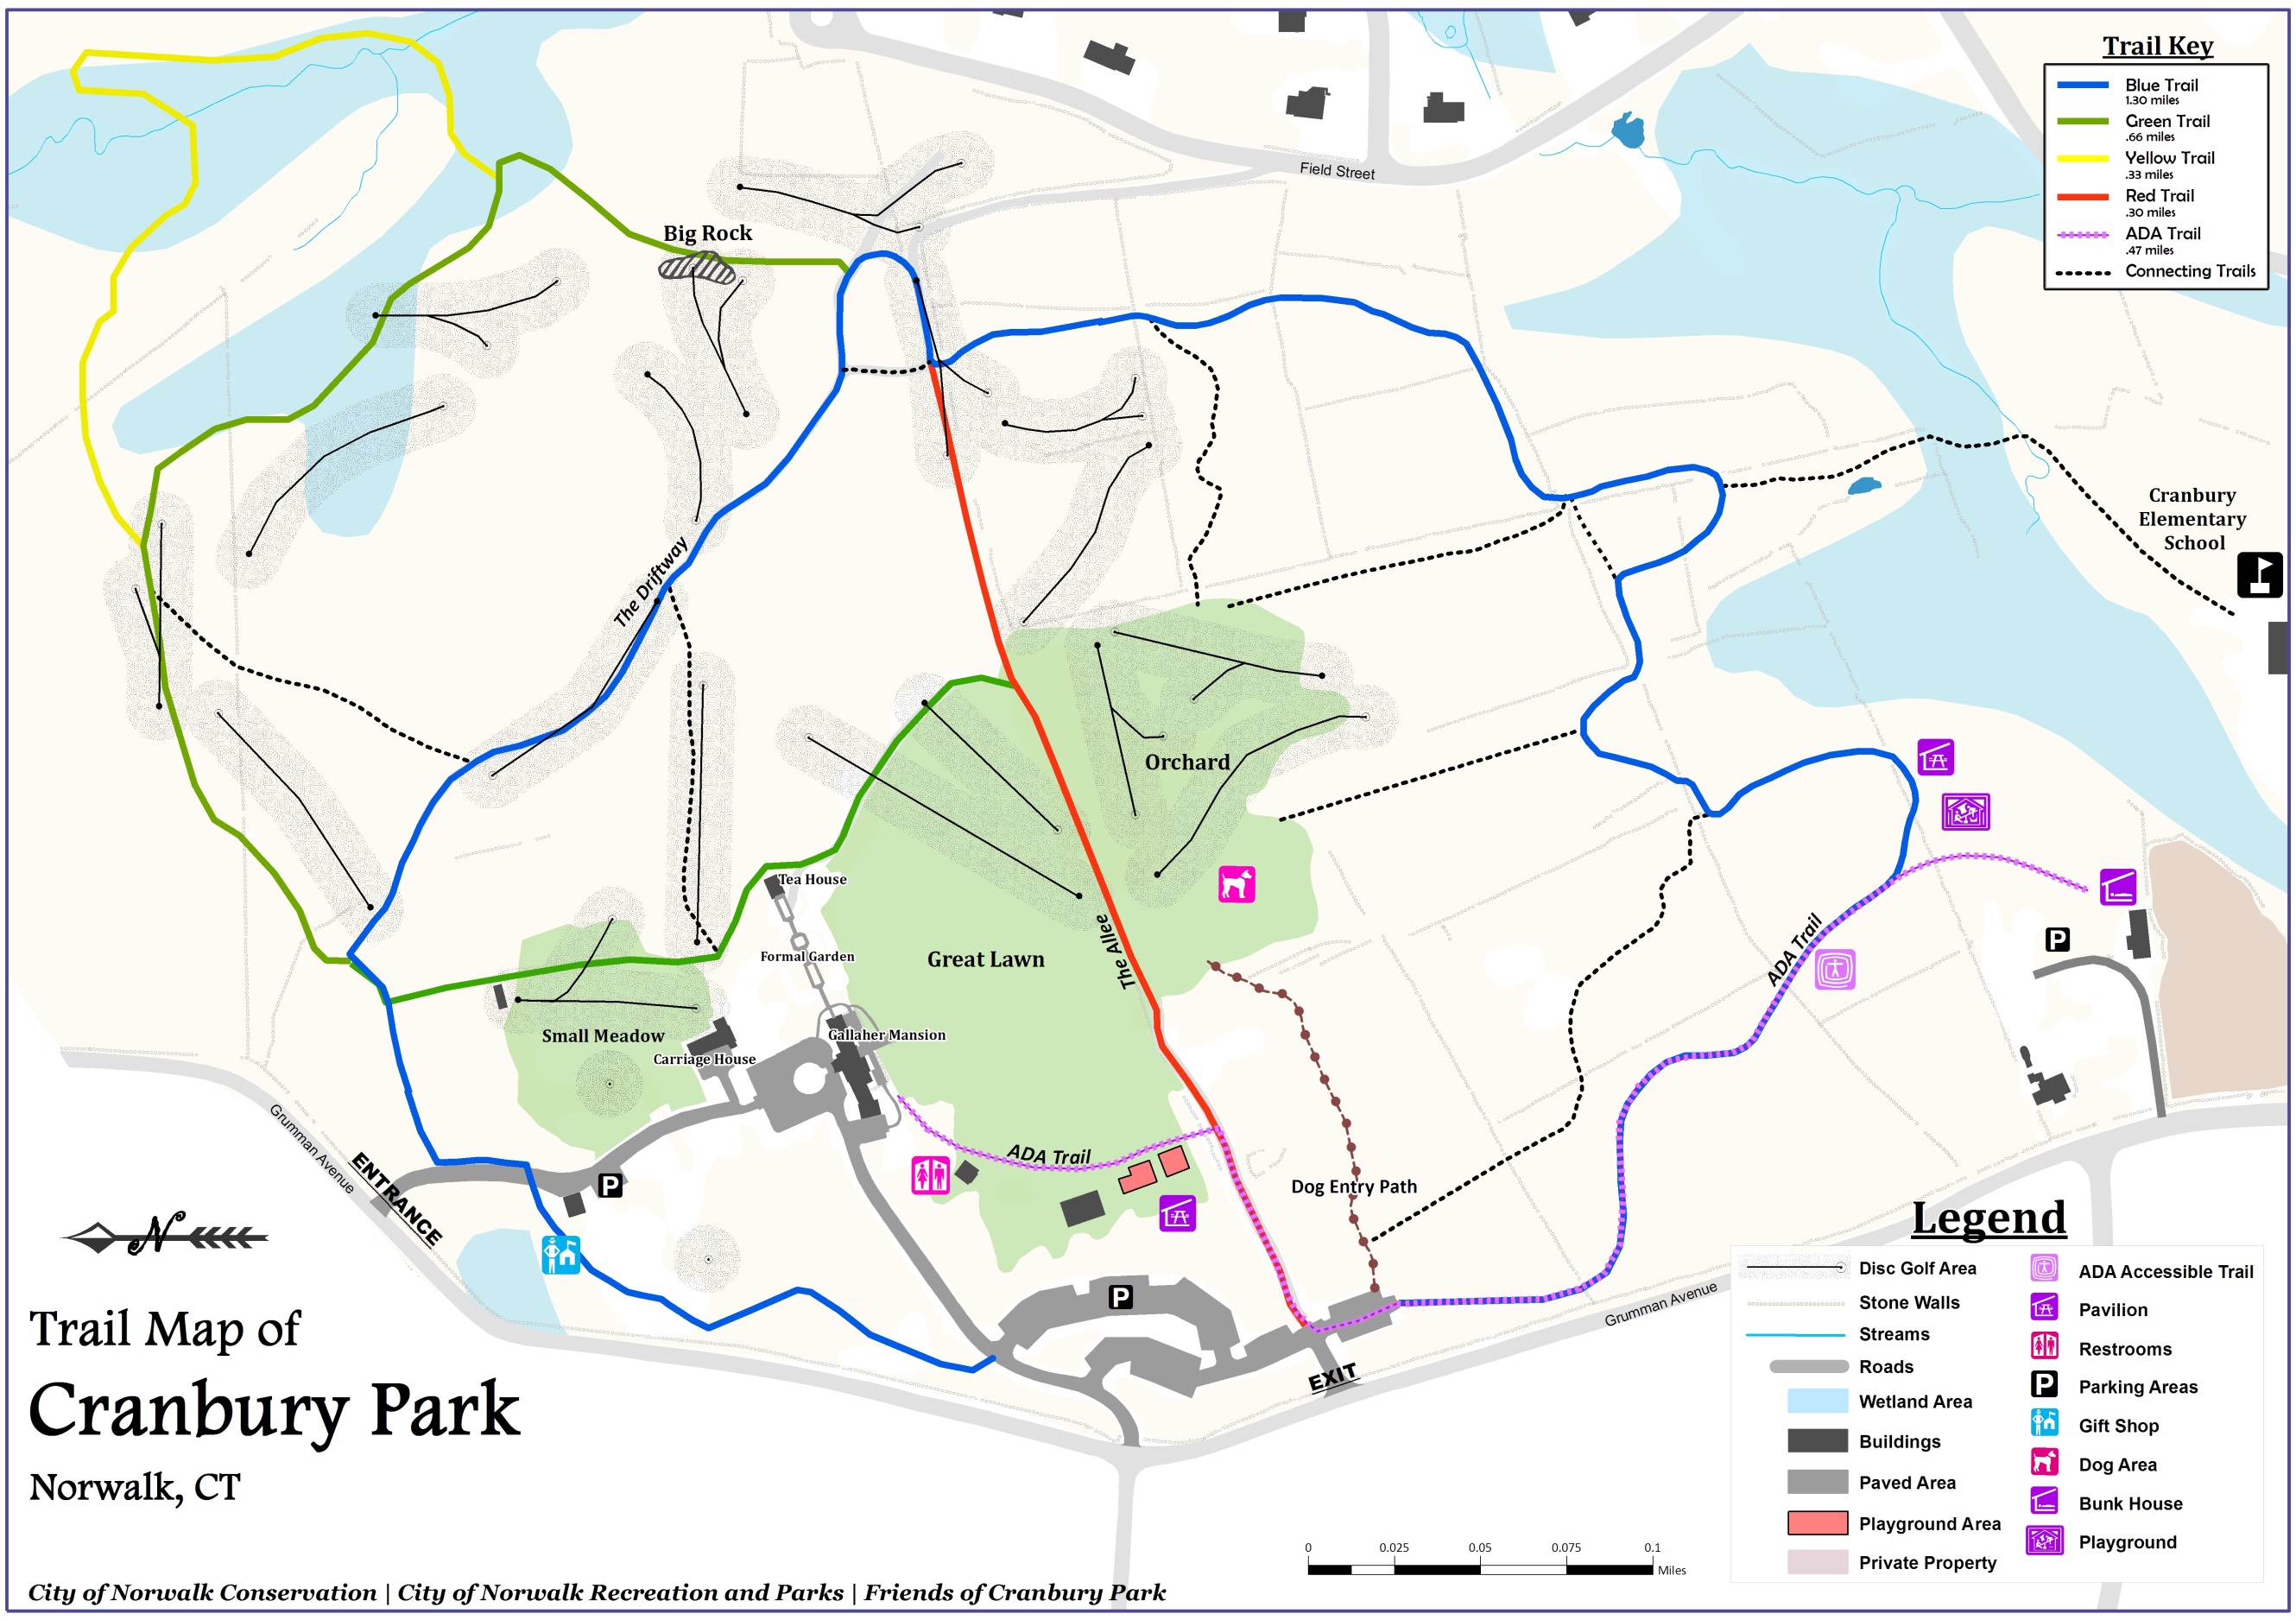 Trail Key
Blue Trail
1.30 miles
Green Trail
.66 miles
Yellow Trail
.33 miles
Red Trail
.30 miles
ADA Trail
.47 miles
Connecting Trails
Field Street
Big Rock
Cranbury
Elementary
School
The Driftway
Orchard
Tea House
Formal Garden
Great Lawn
The Allee
ADA Trail
P
Small Meadow
Gallaher Mansion
Carriage House
Grumman Avenue
ENTRANCE
P
ADA Trail
Dog Entry Path
N
P
EXIT
Grumman Avenue
Trail Map of
Cranbury Park
Norwalk, CT
Legend
Disc Golf Area
Stone Walls
Streams
Roads
Wetland Area
Buildings
Paved Area
Playground Area
Private Property
ADA Accessible Trail
Pavilion
Restrooms
P Parking Areas
Gift Shop
Dog Area
Bunk House
Playground
0 0.025 0.05 0.075 0.1
Miles
City of Norwalk Conservation | City of Norwalk Recreation and Parks | Friends of Cranbury Park